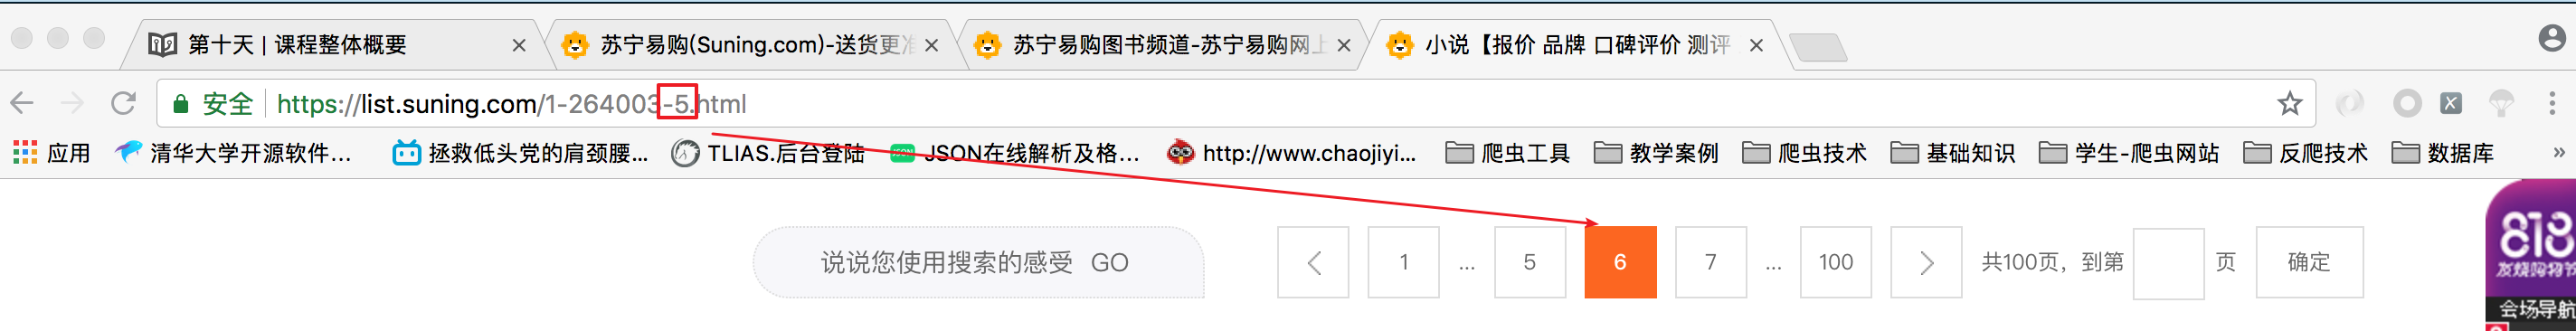 第十天 | 课程整体概要
苏宁易购(Suning.com)-送货更准
苏宁易购图书频道-苏宁易购网上
小说【报价 品牌 口碑评价 测评
安全 https://list.suning.com/1-264003-5.html
应用 清华大学开源软件... 拯救低头党的肩颈腰... TLIAS.后台登陆 JSON在线解析及格... http://www.chaojiyi... 爬虫工具 教学案例 爬虫技术 基础知识 学生-爬虫网站 反爬技术 数据库 »
说说您使用搜索的感受 GO
< 1 ... 5 6 7 ... 100 > 共100页，到第 页 确定
818
发烧购物节
会场导航